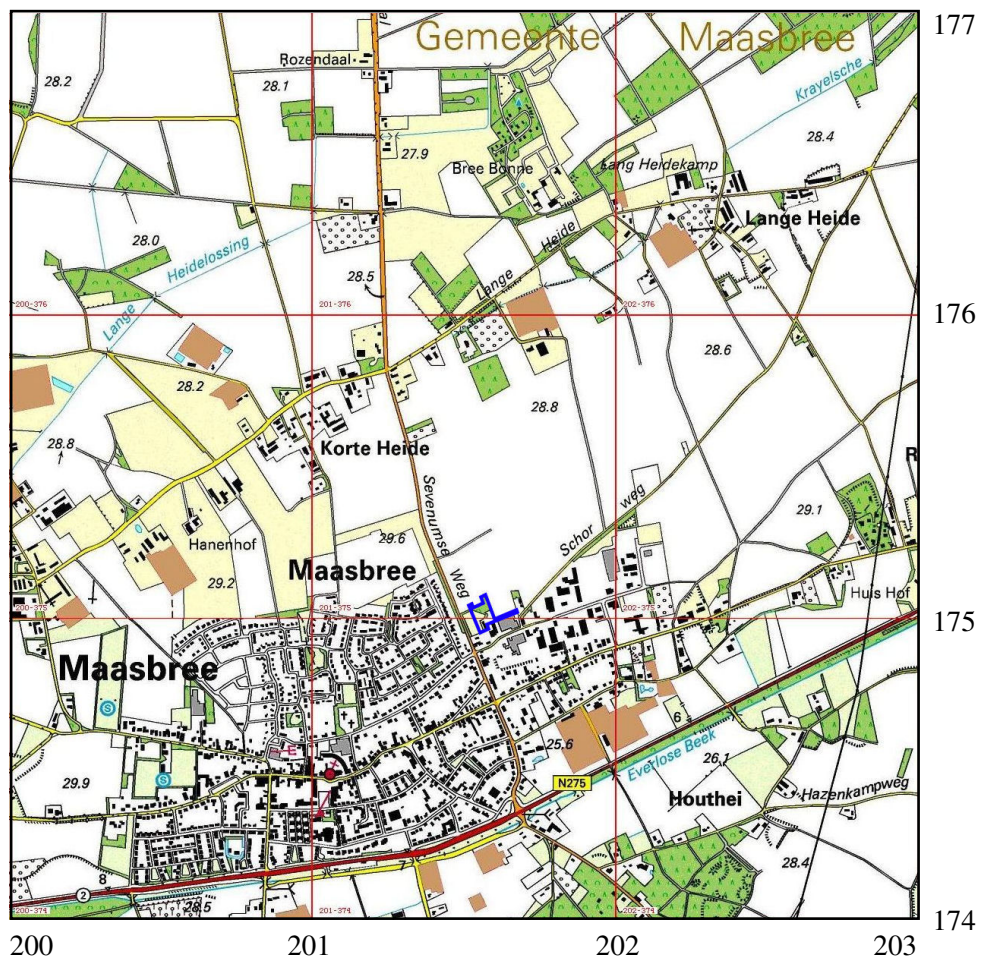 177
Gemeente Maasbree
Rozendaal
28.2
28.1
Krayelsche
28.4
27.9
Bree Bonne
Lang Heidekamp
Lange Heide
28.0
Heidelossing
Heide
28.5
Lange
200-376
201-376
202-376
176
Lange
28.6
28.2
28.8
28.8
Korte Heide
R
Sevenumse
weg
29.1
Schor
29.6
Hanenhof
Maasbree
29.2
Weg
Huls Hof
200-375
201-375
202-375
175
Maasbree
S
6
25.6
Everlose Beek
26.1
S
29.9
N275
Houthei
Hazenkampweg
7
28.4
8
2
28.5
200-374
201-374
202-374
174
200
201
202
203